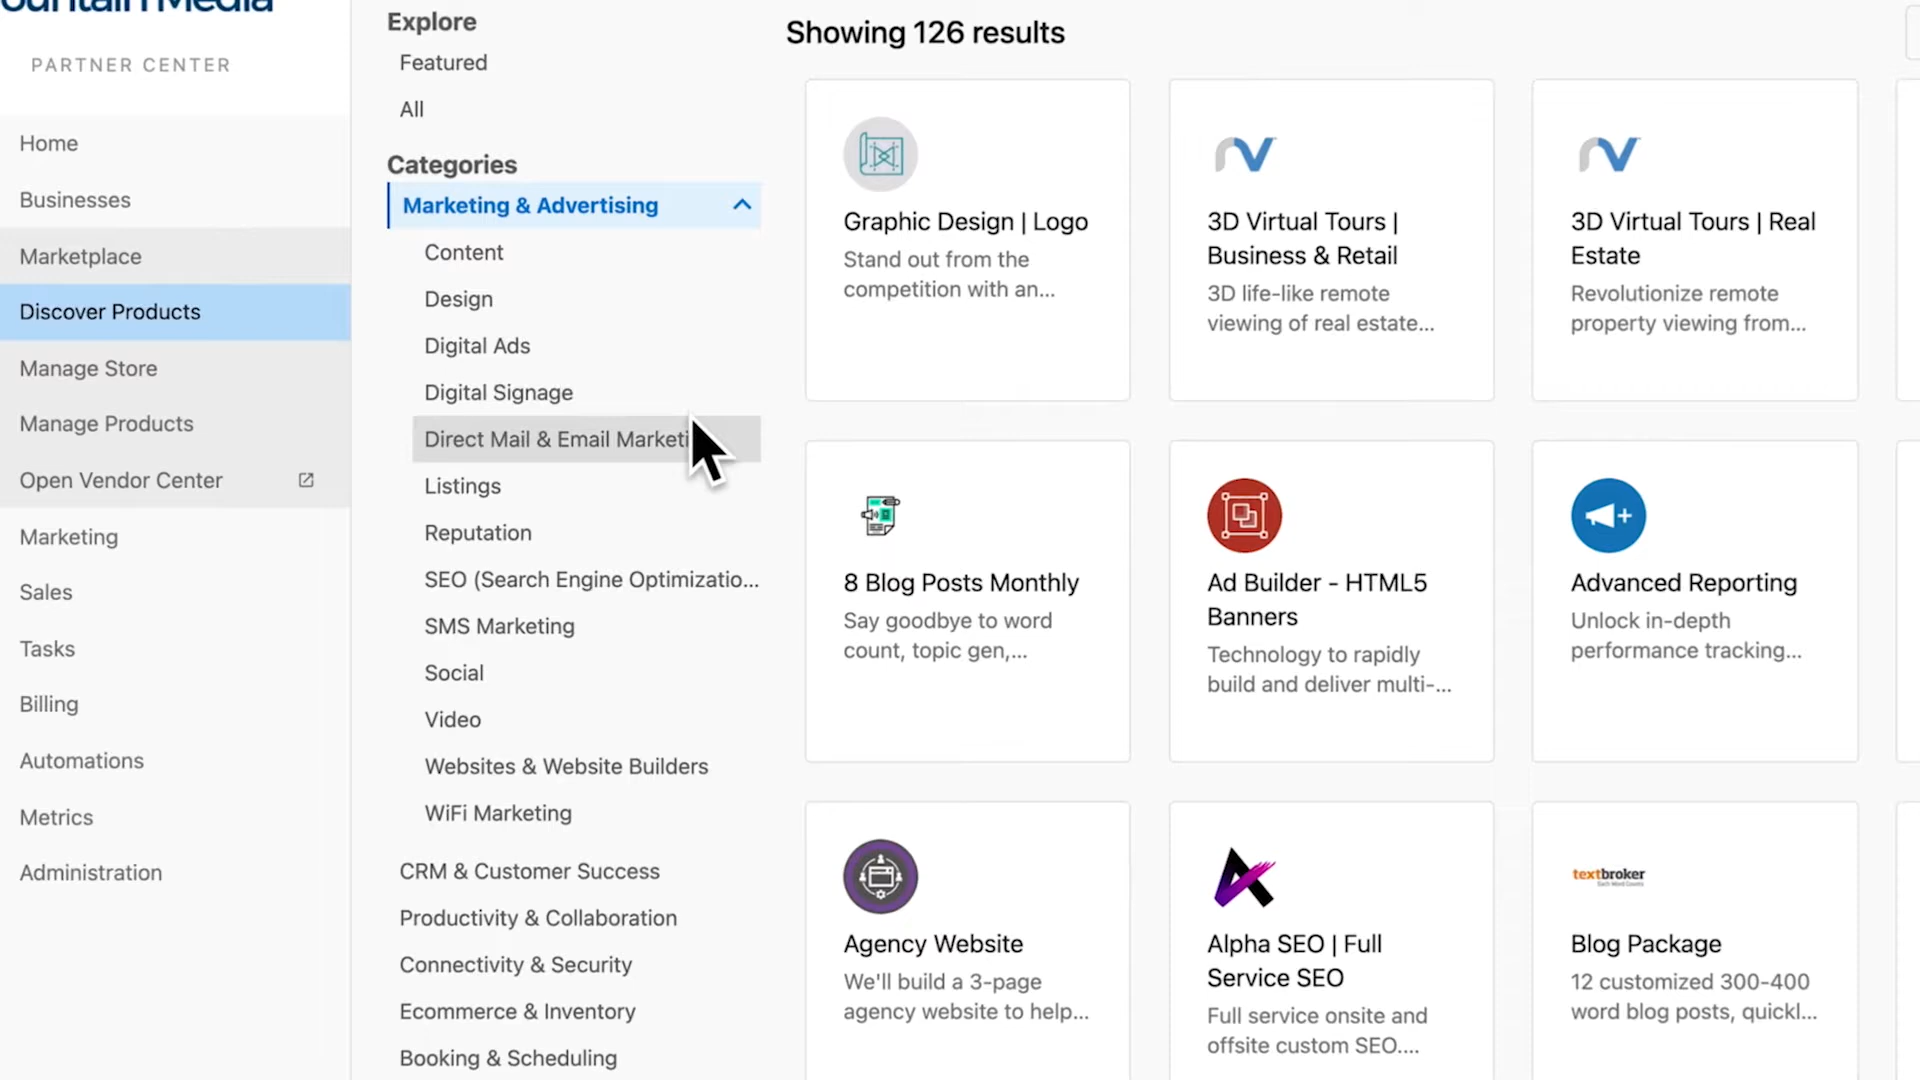 PARTNER CENTER
Home
Businesses
Marketplace
Discover Products
Manage Store
Manage Products
Open Vendor Center
Marketing
Sales
Tasks
Billing
Automations
Metrics
Administration
Explore
Featured
All
Categories
Marketing & Advertising
Content
Design
Digital Ads
Digital Signage
Direct Mail & Email Marketi
Listings
Reputation
SEO (Search Engine Optimizatio...
SMS Marketing
Social
Video
Websites & Website Builders
WiFi Marketing
CRM & Customer Success
Productivity & Collaboration
Connectivity & Security
Ecommerce & Inventory
Booking & Scheduling
Showing 126 results
Graphic Design | Logo
Stand out from the
competition with an...
3D Virtual Tours |
Business & Retail
3D life-like remote
viewing of real estate...
3D Virtual Tours | Real
Estate
Revolutionize remote
property viewing from...
8 Blog Posts Monthly
Say goodbye to word
count, topic gen,...
Ad Builder - HTML5
Banners
Technology to rapidly
build and deliver multi-...
Advanced Reporting
Unlock in-depth
performance tracking...
Agency Website
We'll build a 3-page
agency website to help...
Alpha SEO | Full
Service SEO
Full service onsite and
offsite custom SEO....
textbroker
Blog Package
12 customized 300-400
word blog posts, quickl...